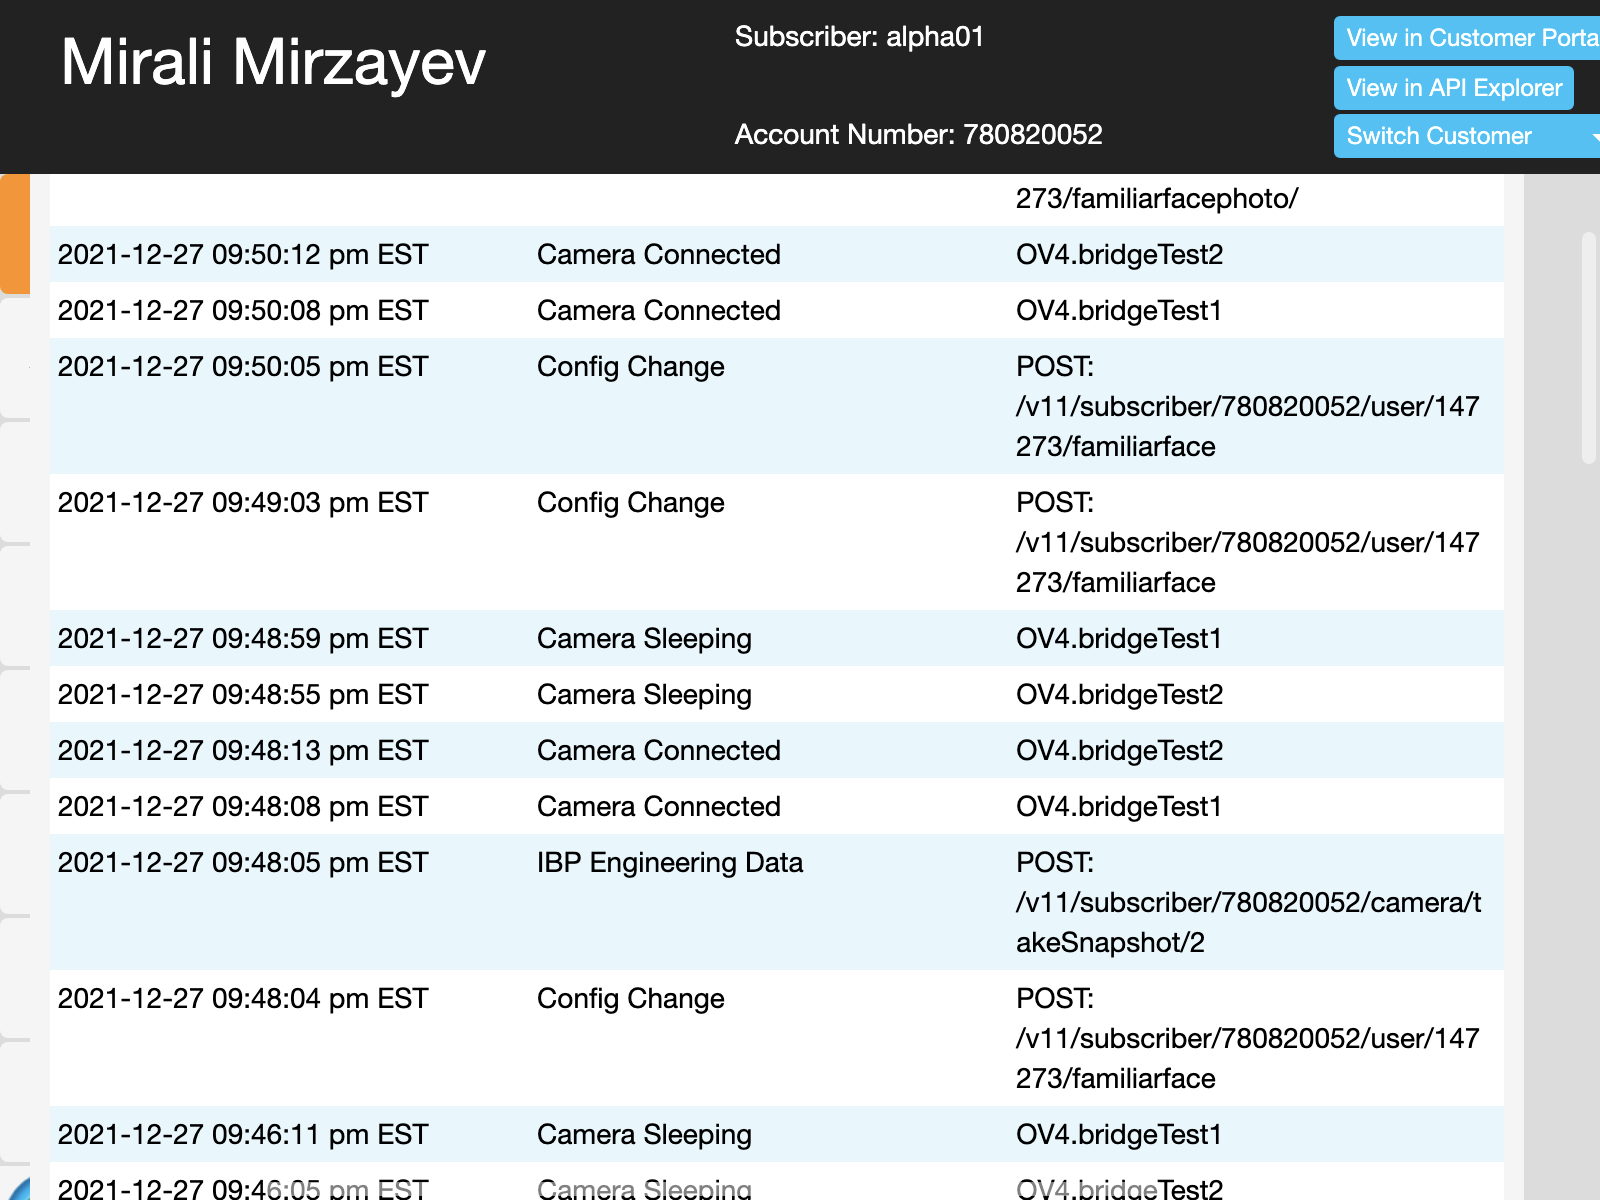 Mirali Mirzayev
Subscriber: alpha01
Account Number: 780820052
View in Customer Porta
View in API Explorer
Switch Customer
273/familiarfacephoto/
2021-12-27 09:50:12 pm EST Camera Connected OV4.bridgeTest2
2021-12-27 09:50:08 pm EST Camera Connected OV4.bridgeTest1
2021-12-27 09:50:05 pm EST Config Change POST:
/v11/subscriber/780820052/user/147
273/familiarface
2021-12-27 09:49:03 pm EST Config Change POST:
/v11/subscriber/780820052/user/147
273/familiarface
2021-12-27 09:48:59 pm EST Camera Sleeping OV4.bridgeTest1
2021-12-27 09:48:55 pm EST Camera Sleeping OV4.bridgeTest2
2021-12-27 09:48:13 pm EST Camera Connected OV4.bridgeTest2
2021-12-27 09:48:08 pm EST Camera Connected OV4.bridgeTest1
2021-12-27 09:48:05 pm EST IBP Engineering Data POST:
/v11/subscriber/780820052/camera/t
akeSnapshot/2
2021-12-27 09:48:04 pm EST Config Change POST:
/v11/subscriber/780820052/user/147
273/familiarface
2021-12-27 09:46:11 pm EST Camera Sleeping OV4.bridgeTest1
2021-12-27 09:46:05 pm EST Camera Sleeping OV4.bridgeTest2